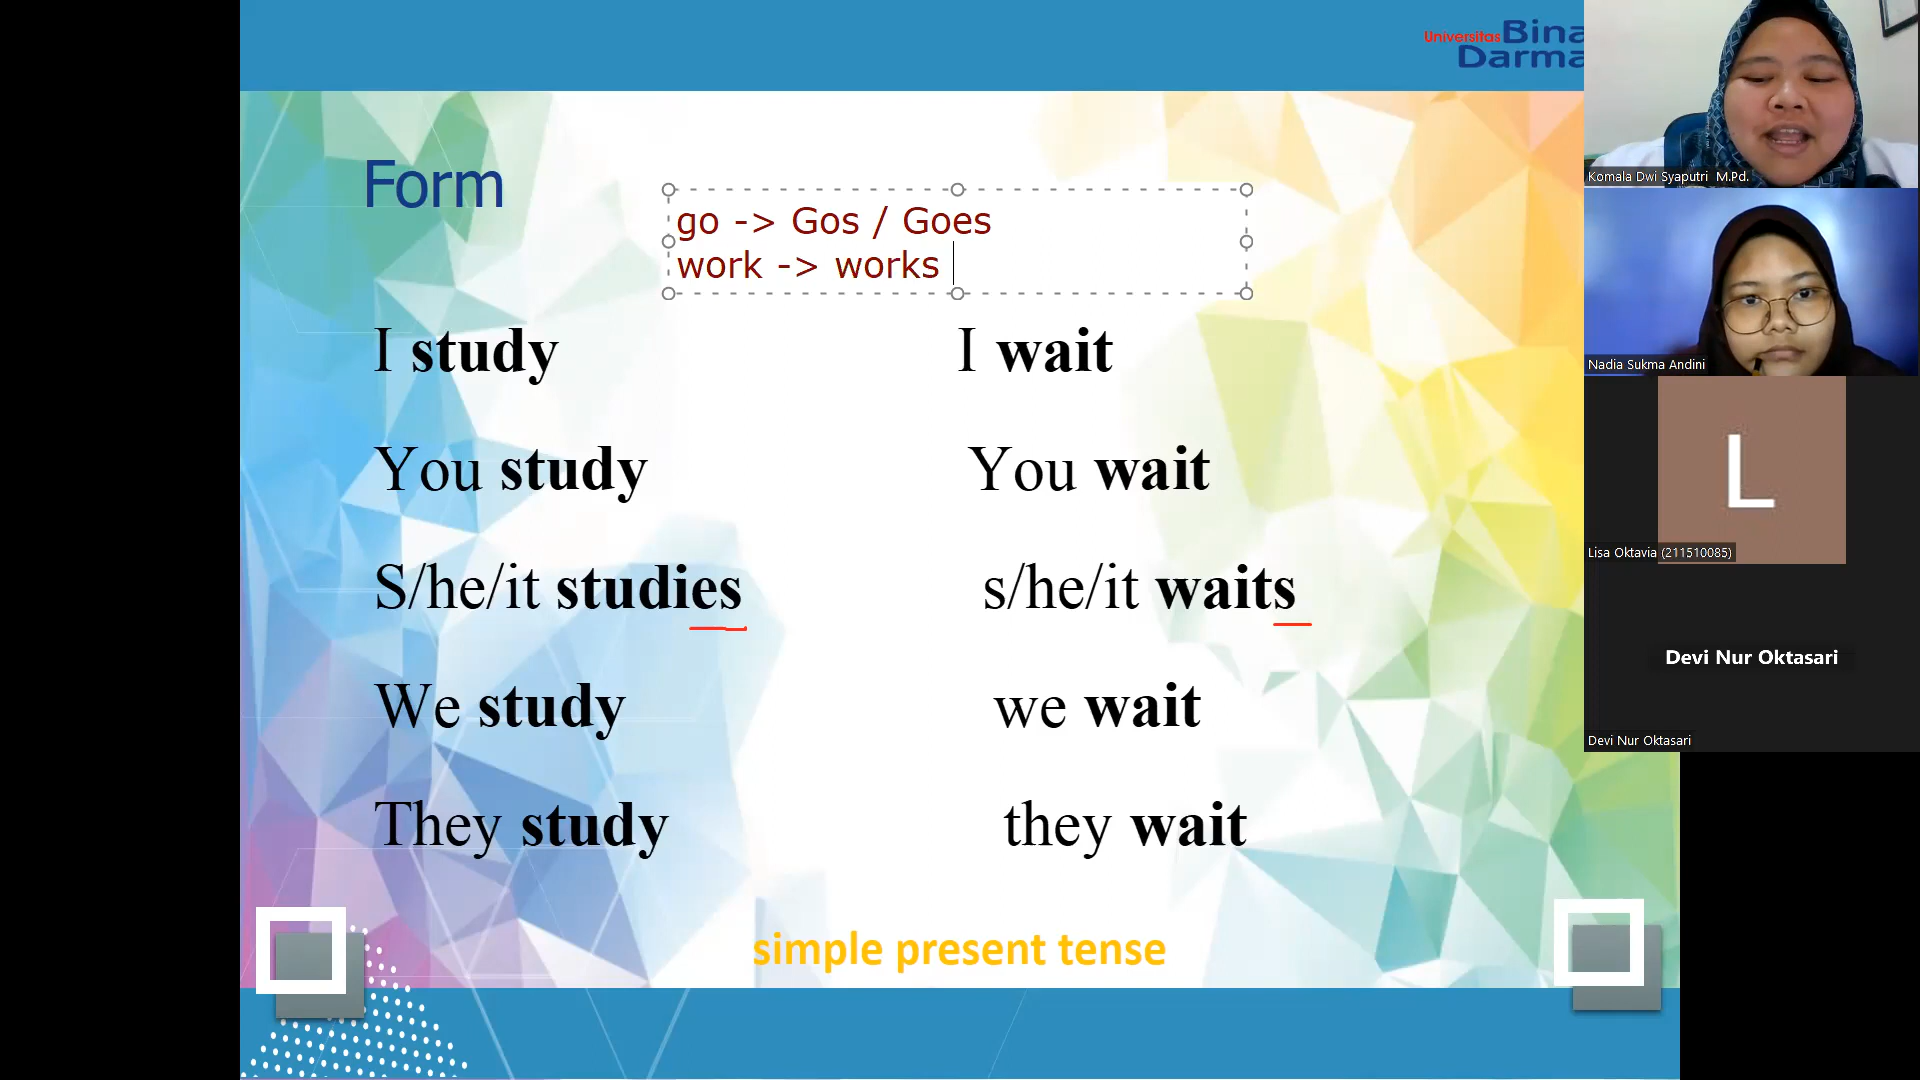 Universitas Bina
Darma
Form
go -> Gos / Goes
work -> works
I study
I wait
You study
You wait
S/he/it studies
s/he/it waits
We study
we wait
They study
they wait
simple present tense
Komala Dwi Syaputri M.Pd.
Nadia Sukma Andini
L
Lisa Oktavia (211510085)
Devi Nur Oktasari
Devi Nur Oktasari